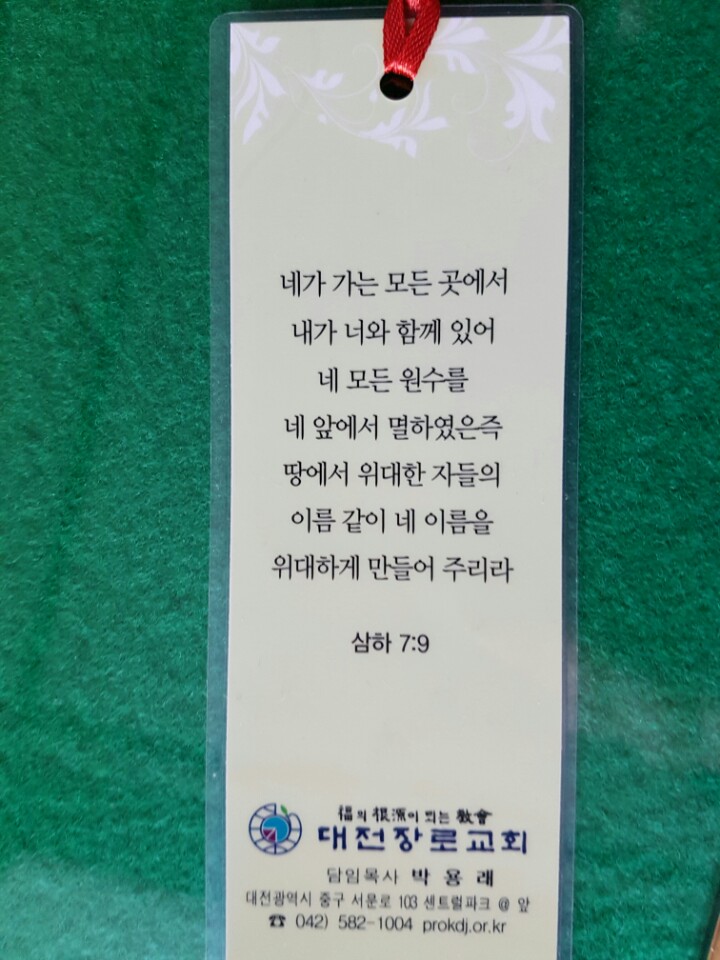 네가 가는 모든 곳에서
내가 너와 함께 있어
네 모든 원수를
네 앞에서 멸하였은즉
땅에서 위대한 자들의
이름 같이 네 이름을
위대하게 만들어 주리라
삼하 7:9
福의 根源이 되는 敎會
대전장로교회
담임목사 박용래
대전광역시 중구 서문로 103 센트럴파크 @ 앞
☎ 042) 582-1004 prokdj.or.kr